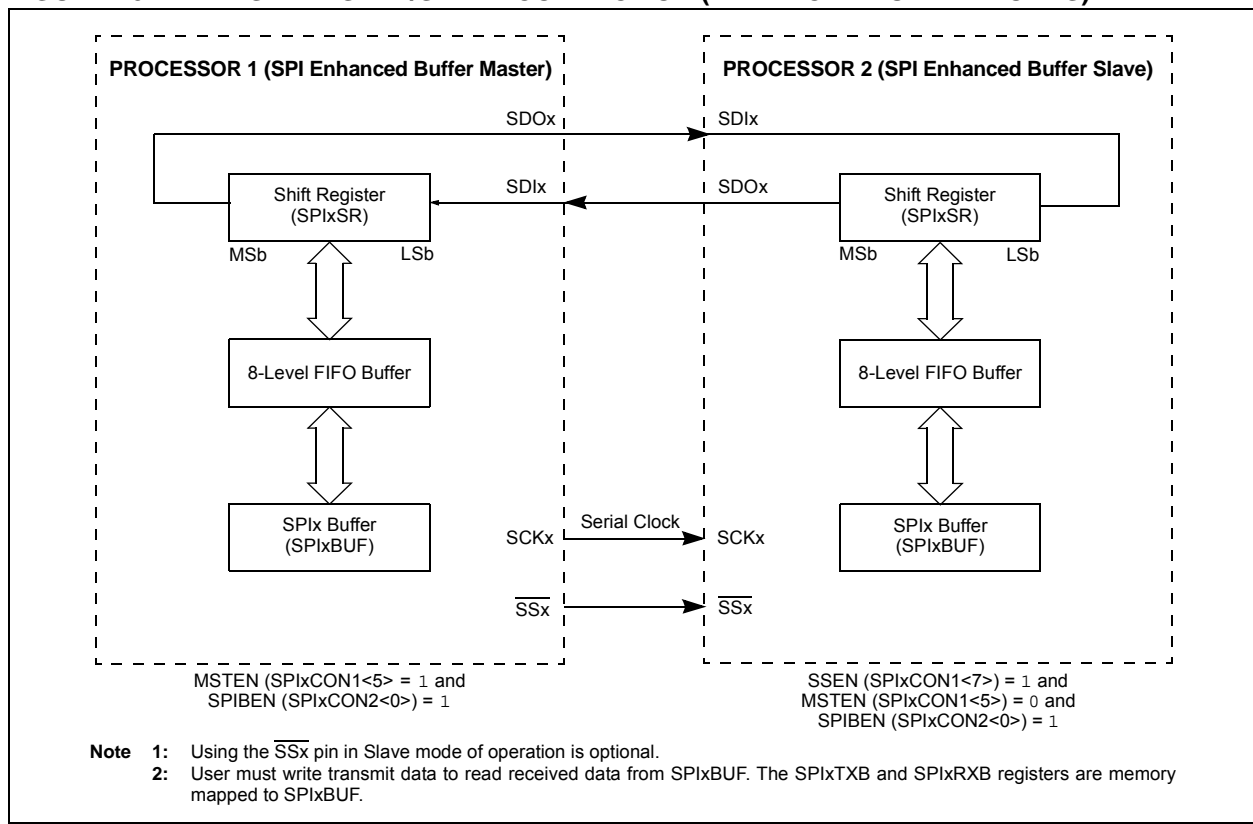 PROCESSOR 1 (SPI Enhanced Buffer Master)
PROCESSOR 2 (SPI Enhanced Buffer Slave)
SDOx
SDIx
Shift Register
(SPIxSR)
SDIx
SDOx
Shift Register
(SPIxSR)
MSb
LSb
MSb
LSb
8-Level FIFO Buffer
8-Level FIFO Buffer
SPIx Buffer
(SPIxBUF)
SCKx
Serial Clock
SCKx
SPIx Buffer
(SPIxBUF)
SSx
SSx
MSTEN (SPIxCON1<5> = 1 and
SPIBEN (SPIxCON2<0>) = 1
SSEN (SPIxCON1<7>) = 1 and
MSTEN (SPIxCON1<5>) = 0 and
SPIBEN (SPIxCON2<0>) = 1
Note 1: Using the SSx pin in Slave mode of operation is optional.
2: User must write transmit data to read received data from SPIxBUF. The SPIxTXB and SPIxRXB registers are memory
mapped to SPIxBUF.